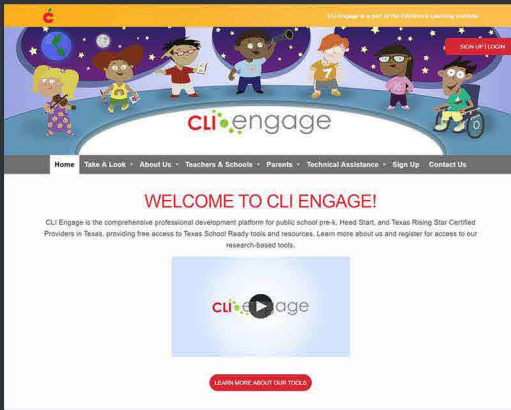 CLI Engage is a part of the Children's Learning Institute
SIGN UP | LOGIN
CLI engage
Home Take A Look About Us Teachers & Schools Parents Technical Assistance Sign Up Contact Us
WELCOME TO CLI ENGAGE!
CLI Engage is the comprehensive professional development platform for public school pre-k, Head Start, and Texas Rising Star Certified
Providers in Texas, providing free access to Texas School Ready tools and resources. Learn more about us and register for access to our
research-based tools.
CLI engage
LEARN MORE ABOUT OUR TOOLS